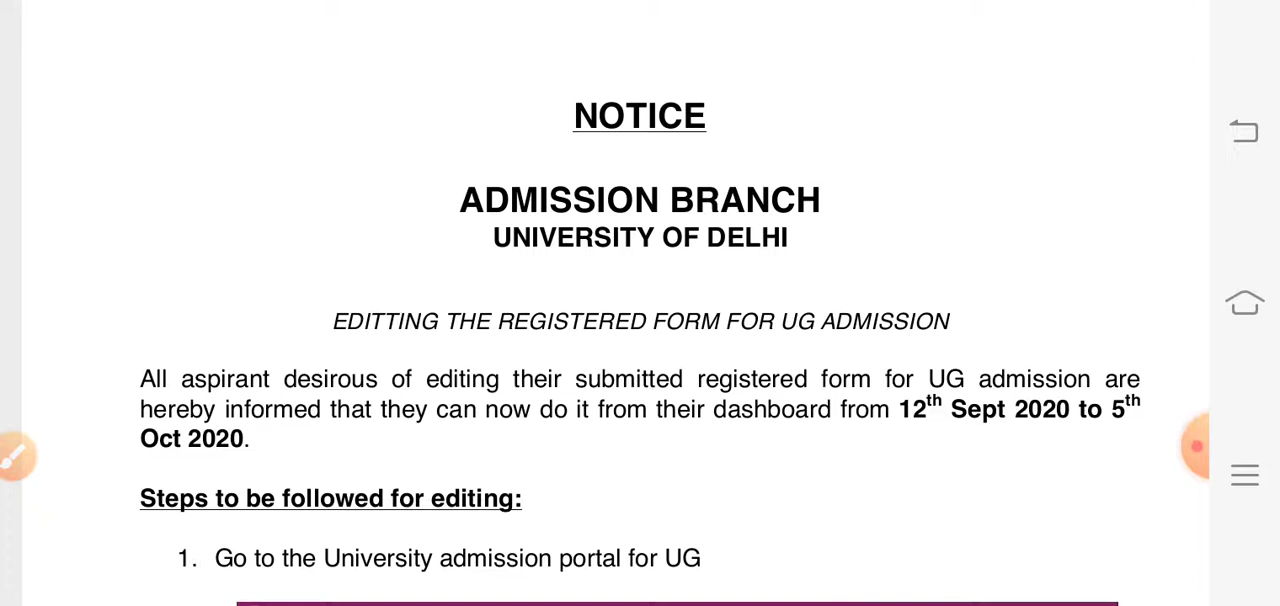 NOTICE
ADMISSION BRANCH
UNIVERSITY OF DELHI
EDITTING THE REGISTERED FORM FOR UG ADMISSION
All aspirant desirous of editing their submitted registered form for UG admission are
hereby informed that they can now do it from their dashboard from 12th Sept 2020 to 5th
Oct 2020.
Steps to be followed for editing:
1. Go to the University admission portal for UG